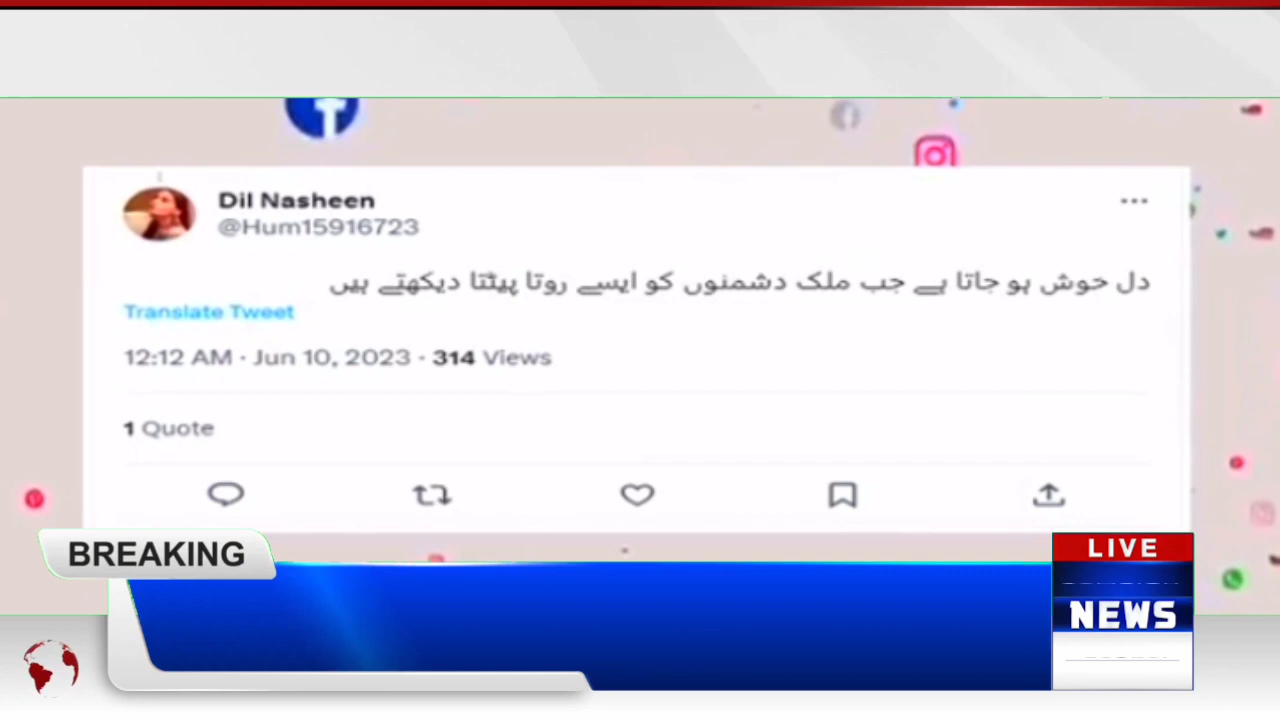 Dil Nasheen
@Hum15916723
دل خوش ہو جاتا ہے جب ملک دشمنوں کو ایسے روتا پیٹتا دیکھتے ہیں
Translate Tweet
12:12 AM · Jun 10, 2023 · 314 Views
1 Quote
BREAKING
LIVE
NEWS